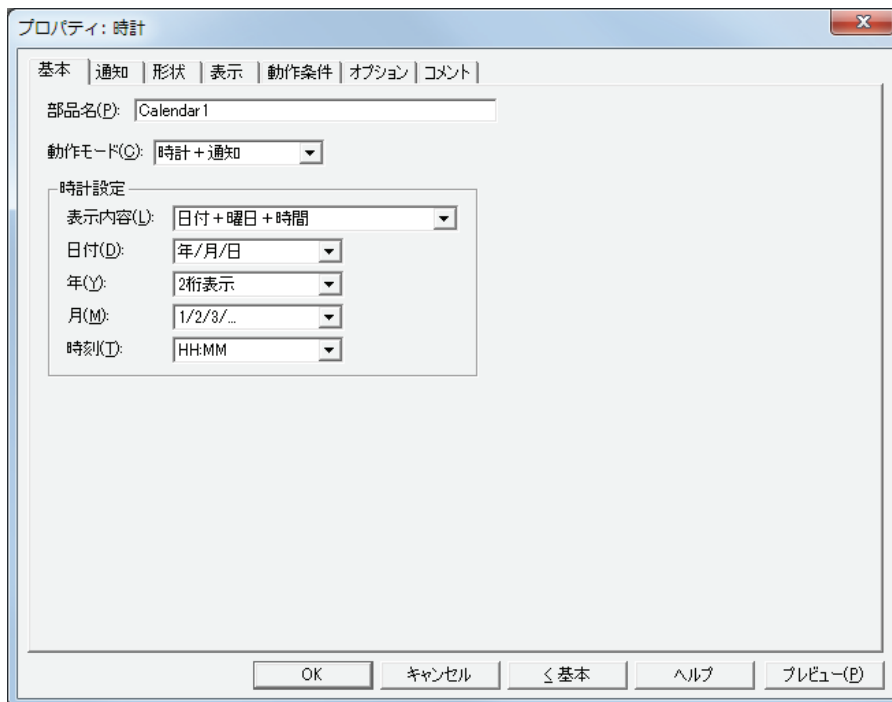 プロパティ: 時計
基本 通知 形状 表示 動作条件 オプション コメント
部品名(P): Calendar1
動作モード(C): 時計+通知
時計設定
表示内容(L): 日付+曜日+時間
日付(D): 年/月/日
年(Y): 2桁表示
月(M): 1/2/3/...
時刻(T): HH:MM
OK キャンセル < 基本 ヘルプ プレビュー(P)